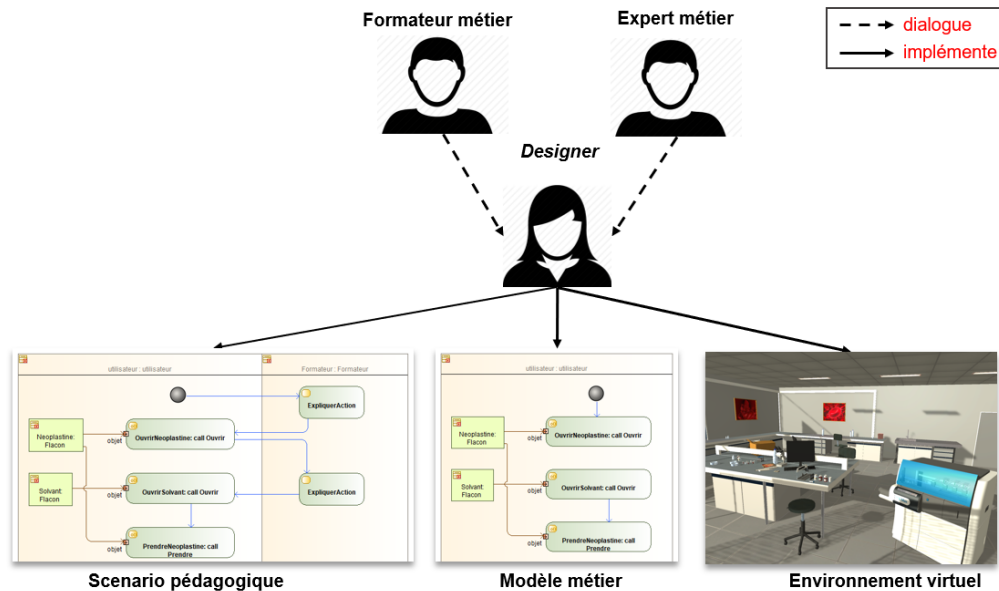 Formateur métier
Expert métier
dialogue
implémente
Designer
utilisateur : utilisateur
Formateur : Formateur
ExpliquerAction
Neoplastine:
Flacon
objet
OuvrirNeoplastine: call Ouvrir
Solvant:
Flacon
objet
OuvrirSolvant: call Ouvrir
ExpliquerAction
objet
PrendreNeoplastine: call
Prendre
utilisateur : utilisateur
Neoplastine:
Flacon
objet
OuvrirNeoplastine: call Ouvrir
Solvant:
Flacon
objet
OuvrirSolvant: call Ouvrir
objet
PrendreNeoplastine: call
Prendre
Scenario pédagogique
Modèle métier
Environnement virtuel